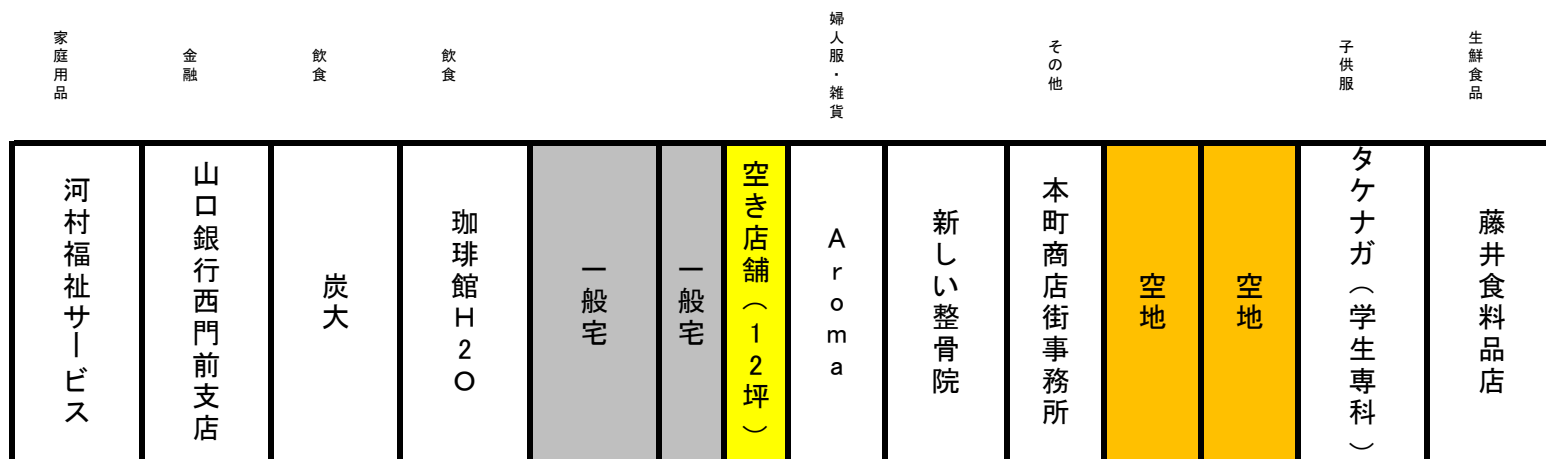 家庭用品
金融
飲食
飲食
婦人服・雑貨
その他
子供服
生鮮食品
河村福祉サービス
山口銀行西門前支店
炭大
珈琲館H2O
一般宅
一般宅
空き店舗(12坪)
Aroma
新しい整骨院
本町商店街事務所
空地
空地
タケナガ(学生専科)
藤井食料品店